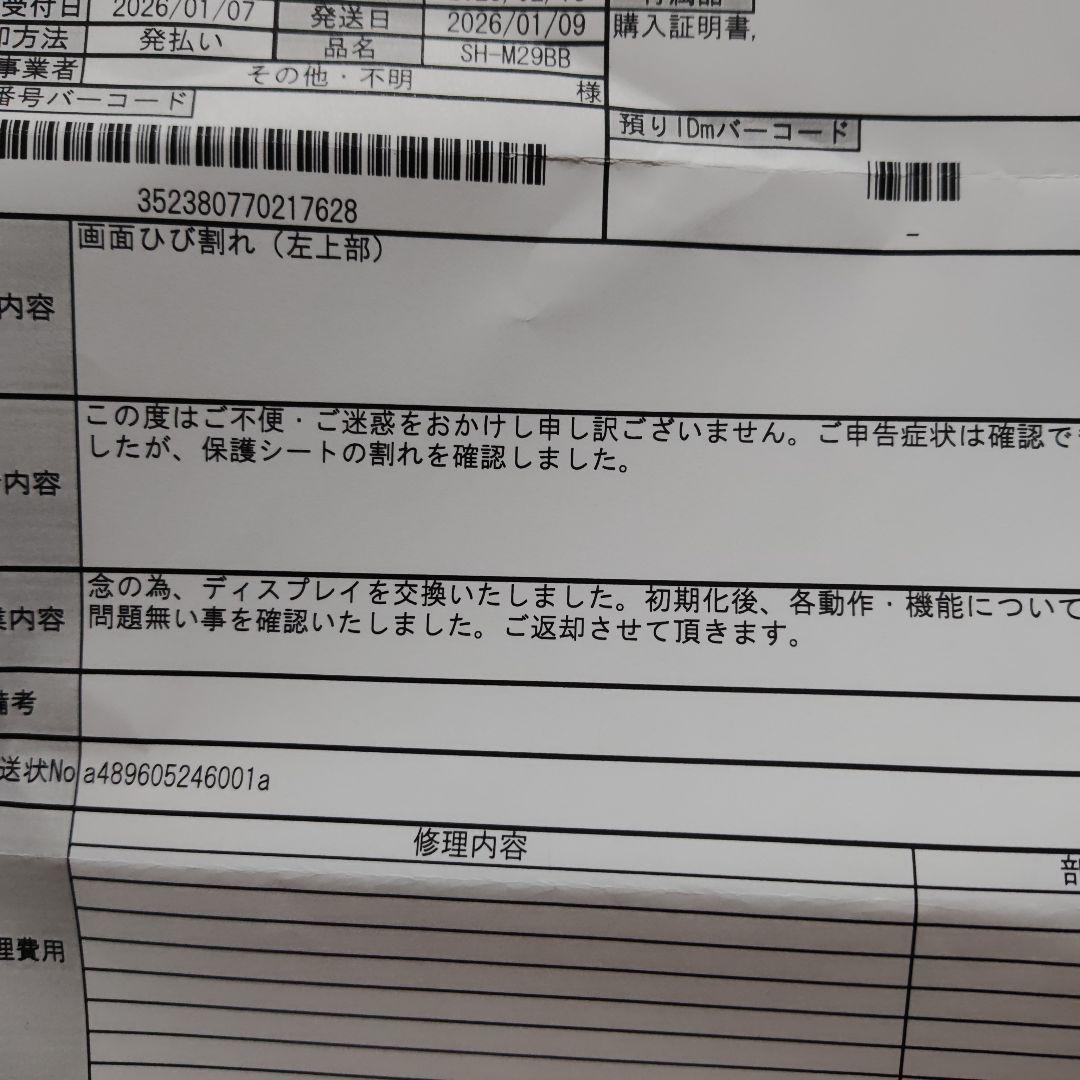 受付日 2026/01/07 発送日 2026/01/09 購入証明書,
却方法 発払い 品名 SH-M29BB
事業者 その他・不明
様
番号バーコード 預りIDmバーコード
352380770217628
-
画面ひび割れ（左上部）
内容
この度はご不便・ご迷惑をおかけし申し訳ございません。ご申告症状は確認でき
したが、保護シートの割れを確認しました。
内容
念の為、ディスプレイを交換いたしました。初期化後、各動作・機能について
業内容 問題無い事を確認いたしました。ご返却させて頂きます。
備考
送状No a489605246001a
修理内容 部
理費用